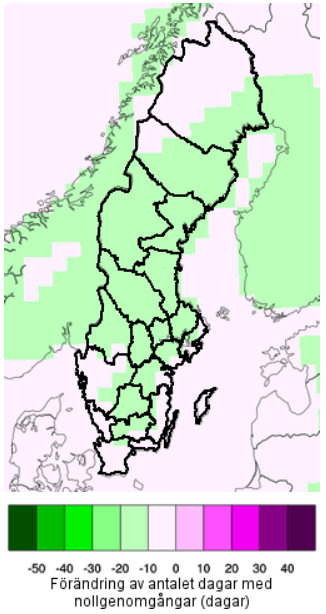 -50 -40 -30 -20 -10 0 10 20 30 40
Förändring av antalet dagar med
nollgenomgångar (dagar)